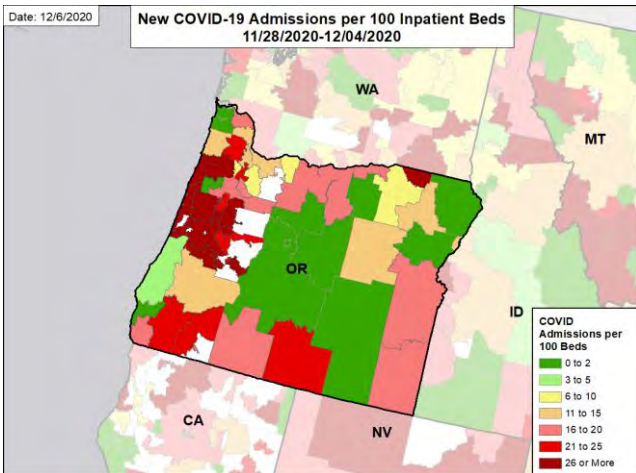 Date: 12/6/2020
New COVID-19 Admissions per 100 Inpatient Beds
11/28/2020-12/04/2020
WA
MT
OR
ID
CA
NV
COVID
Admissions per
100 Beds
0 to 2
3 to 5
6 to 10
11 to 15
16 to 20
21 to 25
26 or More